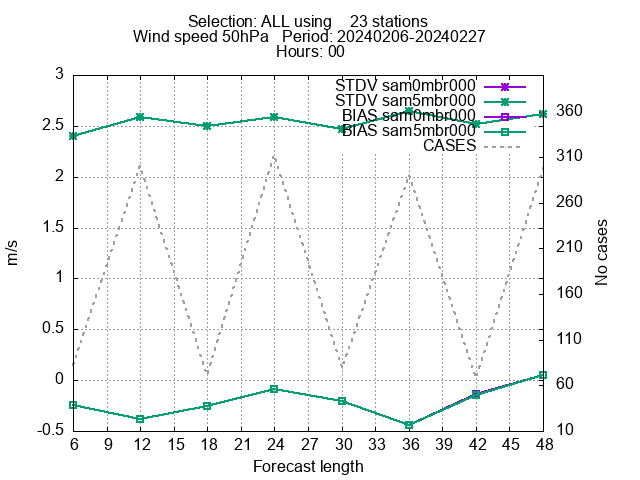 Selection: ALL using 23 stations
Wind speed 50hPa Period: 20240206-20240227
Hours: 00
STDV sam0mbr000
STDV sam5mbr000
BIAS sam0mbr000
BIAS sam5mbr000
CASES
3
2.5
2
1.5
1
0.5
0
-0.5
m/s
360
310
260
210
160
110
60
10
No cases
6 9 12 15 18 21 24 27 30 33 36 39 42 45 48
Forecast length